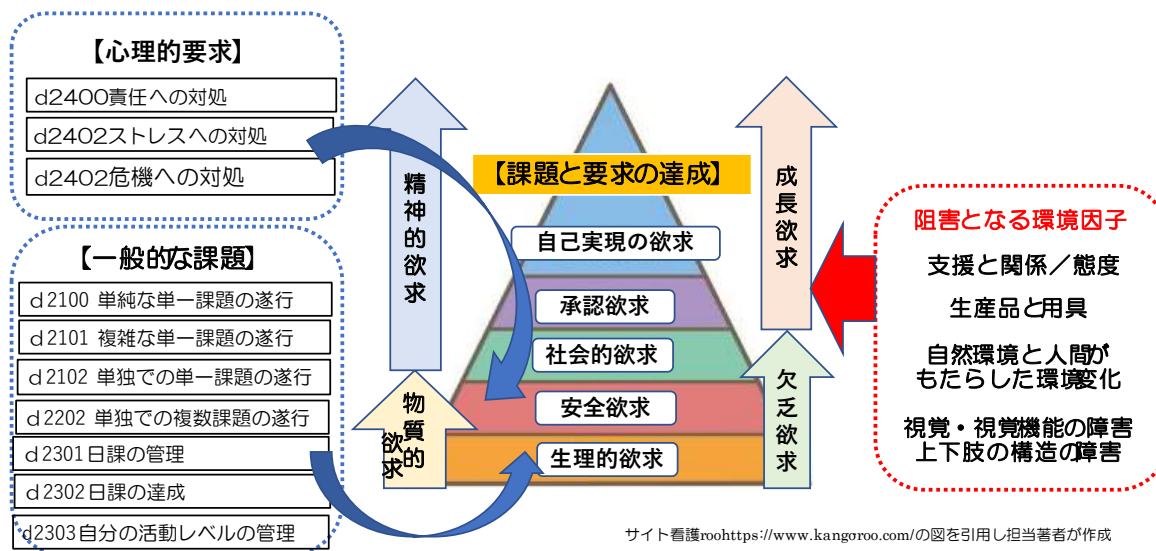 【心理的要求】
d2400責任への対処
d2402ストレスへの対処
d2402危機への対処
【一般的な課題】
d2100 単純な単一課題の遂行
d2101 複雑な単一課題の遂行
d2102 単独での単一課題の遂行
d2202 単独での複数課題の遂行
d2301日課の管理
d2302日課の達成
d2303自分の活動レベルの管理
精神的欲求
物質的
欲求
【課題と要求の達成】
自己実現の欲求
承認欲求
社会的欲求
安全欲求
生理的欲求
成長欲求
欠乏欲求
阻害となる環境因子
支援と関係／態度
生産品と用具
自然環境と人間が
もたらした環境変化
視覚・視覚機能の障害
上下肢の構造の障害
サイト看護roohttps://www.kangoroo.com/の図を引用し担当著者が作成